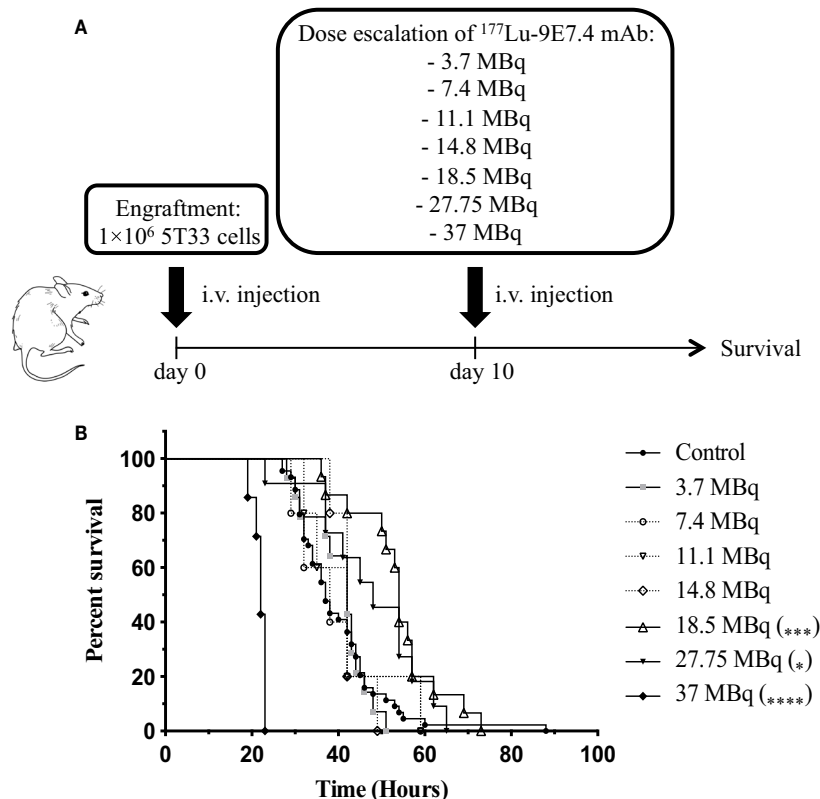 A
Dose escalation of ¹⁷⁷Lu-9E7.4 mAb:
- 3.7 MBq
- 7.4 MBq
- 11.1 MBq
- 14.8 MBq
- 18.5 MBq
- 27.75 MBq
- 37 MBq
Engraftment:
1×10⁶ 5T33 cells
i.v. injection
i.v. injection
Survival
day 0
day 10
B
Percent survival
100
80
60
40
20
0
0 20 40 60 80 100
Time (Hours)
Control
3.7 MBq
7.4 MBq
11.1 MBq
14.8 MBq
18.5 MBq (***)
27.75 MBq (*)
37 MBq (****)